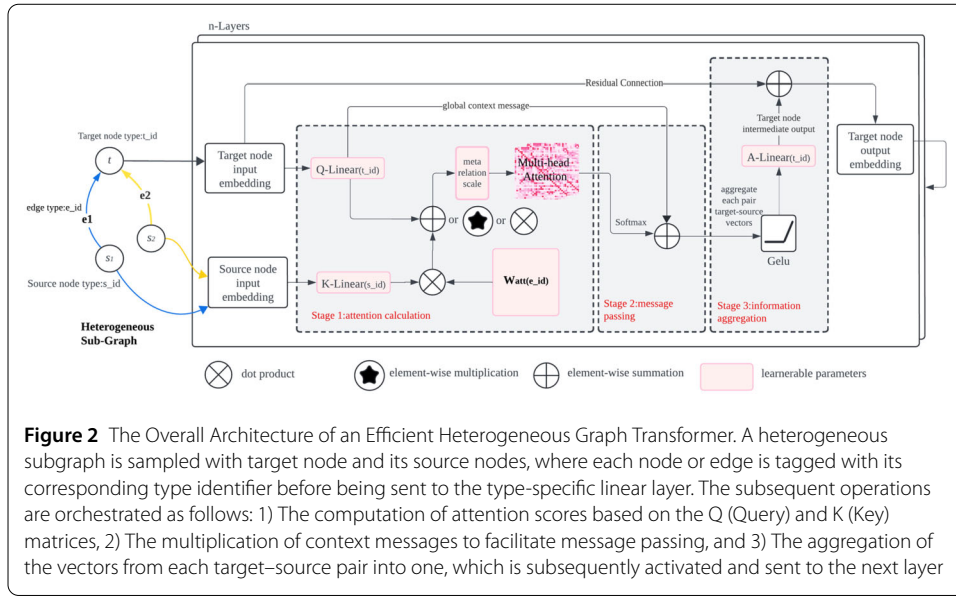 n-Layers
Residual Connection
global context message
Target node type:t_id
t
Target node
input
embedding
Q-Linear(t_id)
meta
relation
scale
Multi-head
Attention
Target node
intermediate output
A-Linear(t_id)
Target node
output
embedding
edge type:e_id
e1
e2
or
or
Softmax
aggregate
each pair
target-source
vectors
Gelu
s2
s1
Source node type:s_id
Source node
input
embedding
K-Linear(s_id)
Watt(e_id)
Stage 1:attention calculation
Stage 2:message
passing
Stage 3:information
aggregation
Heterogeneous
Sub-Graph
dot product
element-wise multiplication
element-wise summation
learnerable parameters
Figure 2 The Overall Architecture of an Efficient Heterogeneous Graph Transformer. A heterogeneous
subgraph is sampled with target node and its source nodes, where each node or edge is tagged with its
corresponding type identifier before being sent to the type-specific linear layer. The subsequent operations
are orchestrated as follows: 1) The computation of attention scores based on the Q (Query) and K (Key)
matrices, 2) The multiplication of context messages to facilitate message passing, and 3) The aggregation of
the vectors from each target–source pair into one, which is subsequently activated and sent to the next layer